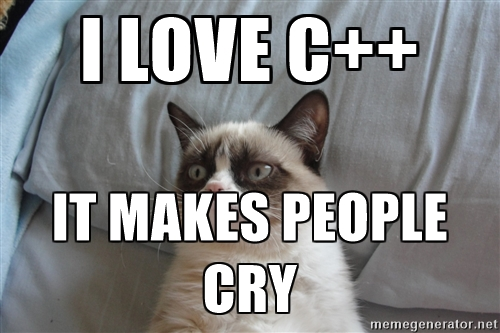 I LOVE C++
IT MAKES PEOPLE
CRY
memegenerator.net